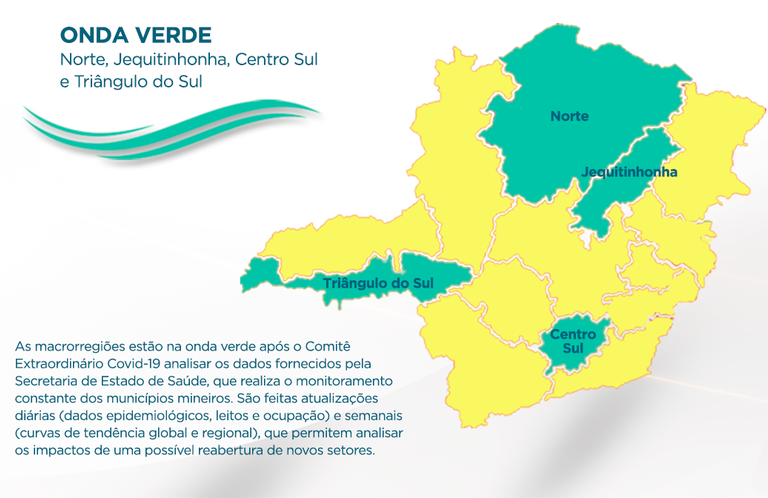 ONDA VERDE
Norte, Jequitinhonha, Centro Sul
e Triângulo do Sul
Norte
Jequitinhonha
Triângulo do Sul
Centro
Sul
As macrorregiões estão na onda verde após o Comitê
Extraordinário Covid-19 analisar os dados fornecidos pela
Secretaria de Estado de Saúde, que realiza o monitoramento
constante dos municípios mineiros. São feitas atualizações
diárias (dados epidemiológicos, leitos e ocupação) e semanais
(curvas de tendência global e regional), que permitem analisar
os impactos de uma possível reabertura de novos setores.